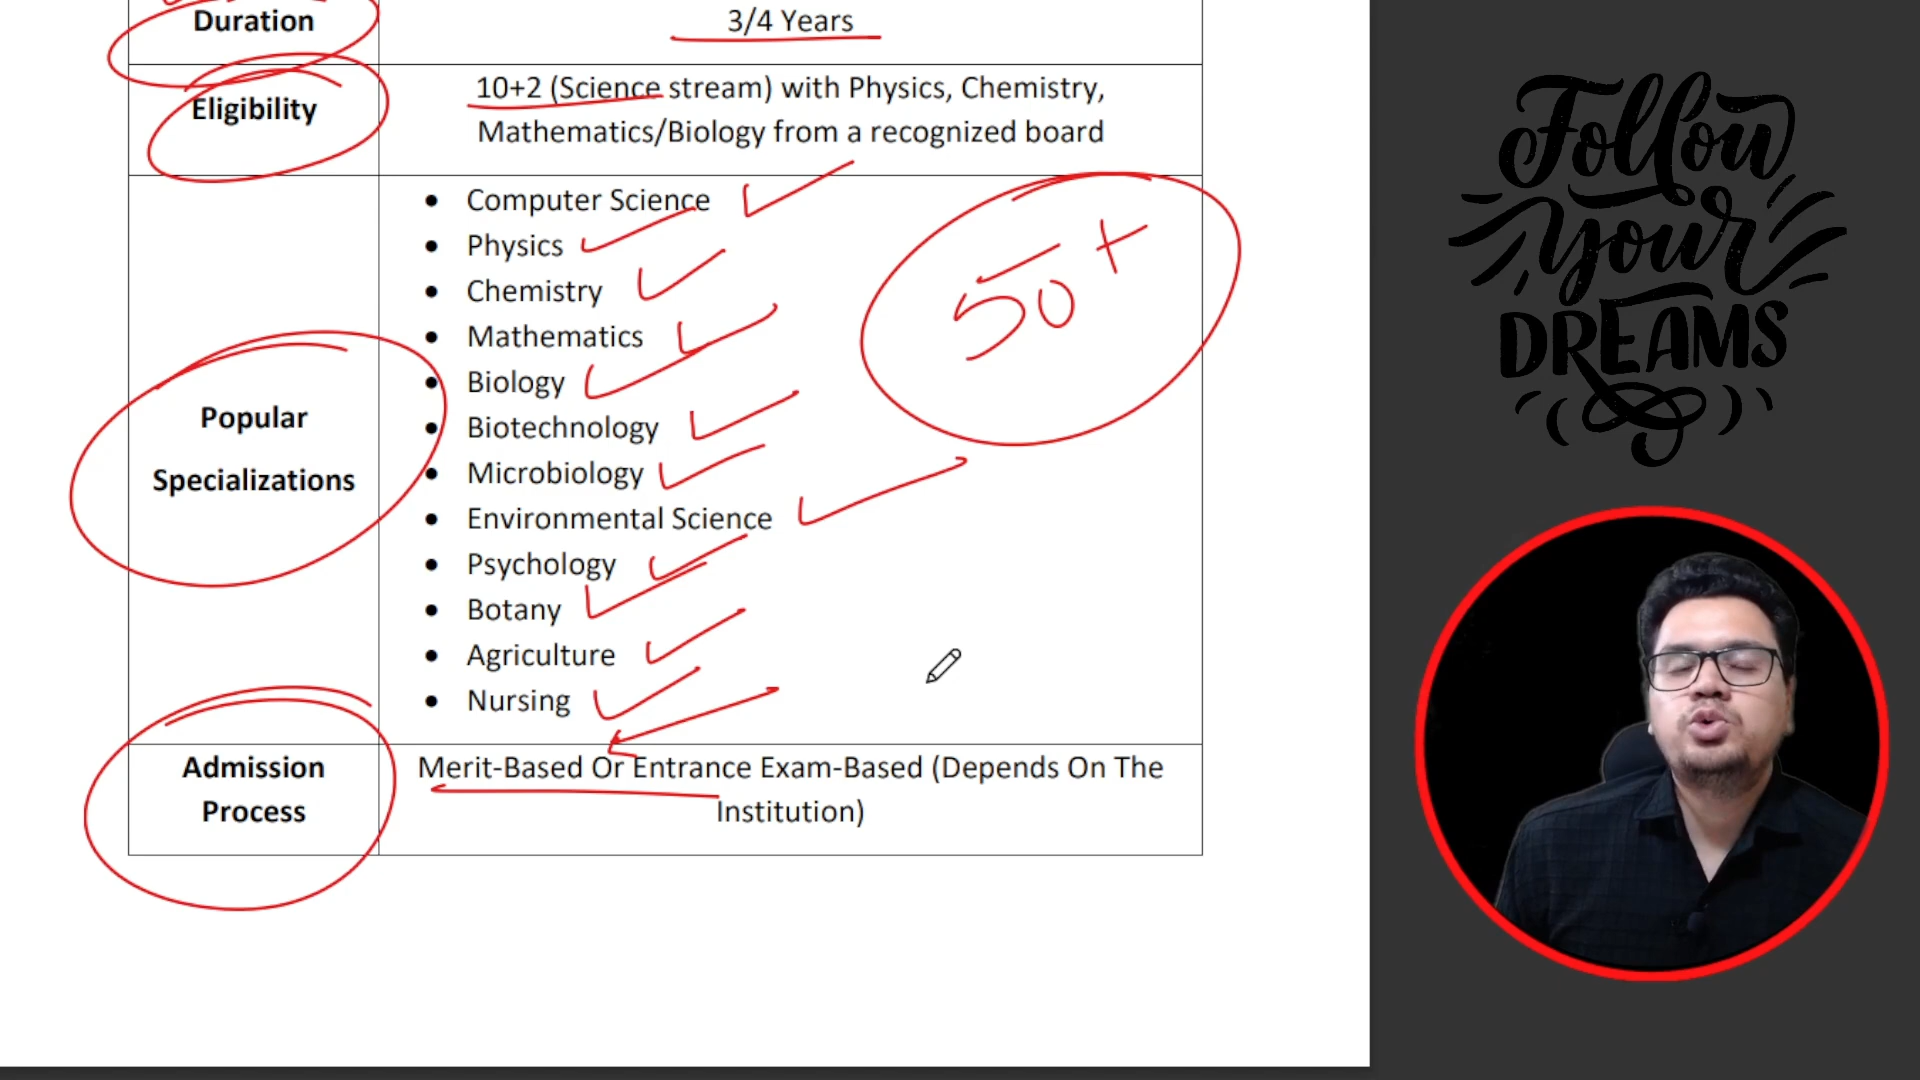 Duration
3/4 Years
Eligibility
10+2 (Science stream) with Physics, Chemistry,
Mathematics/Biology from a recognized board
Popular
Specializations
• Computer Science
• Physics
• Chemistry
• Mathematics
• Biology
• Biotechnology
• Microbiology
• Environmental Science
• Psychology
• Botany
• Agriculture
• Nursing
50+
Admission
Process
Merit-Based Or Entrance Exam-Based (Depends On The
Institution)
Follow
Your
DREAMS